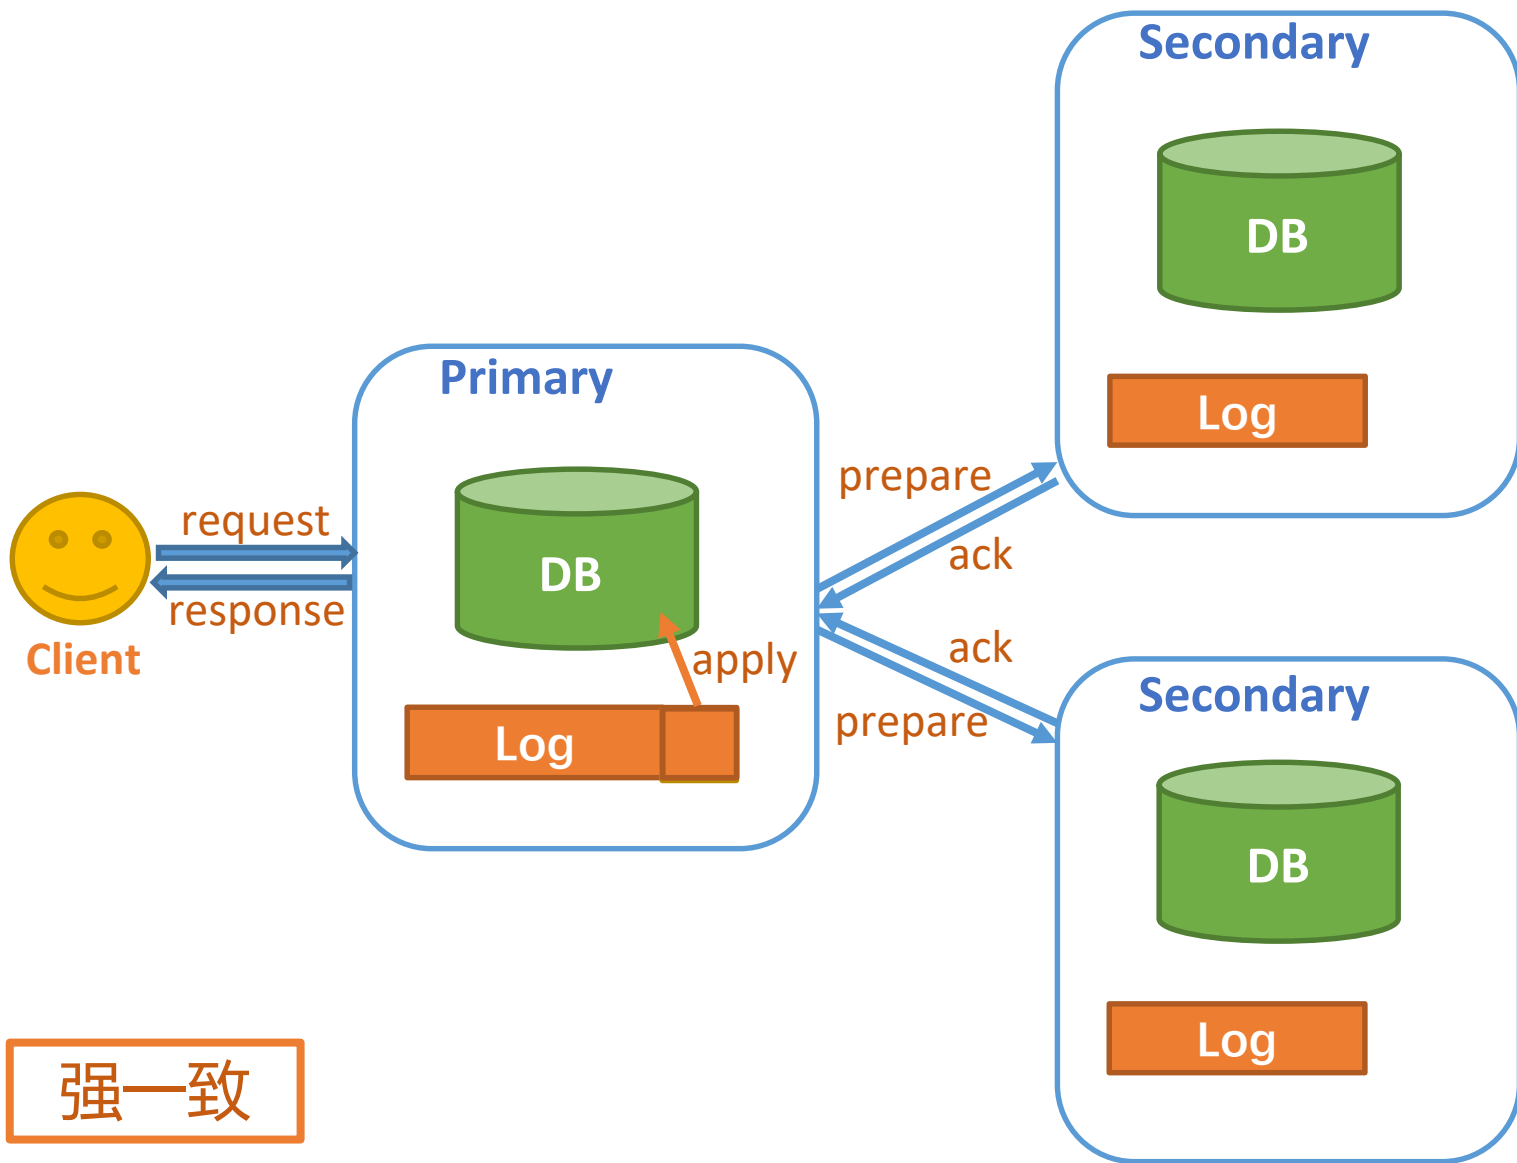 Secondary
DB
Log
Primary
DB
apply
Log
request
response
Client
prepare
ack
ack
prepare
Secondary
DB
Log
强一致